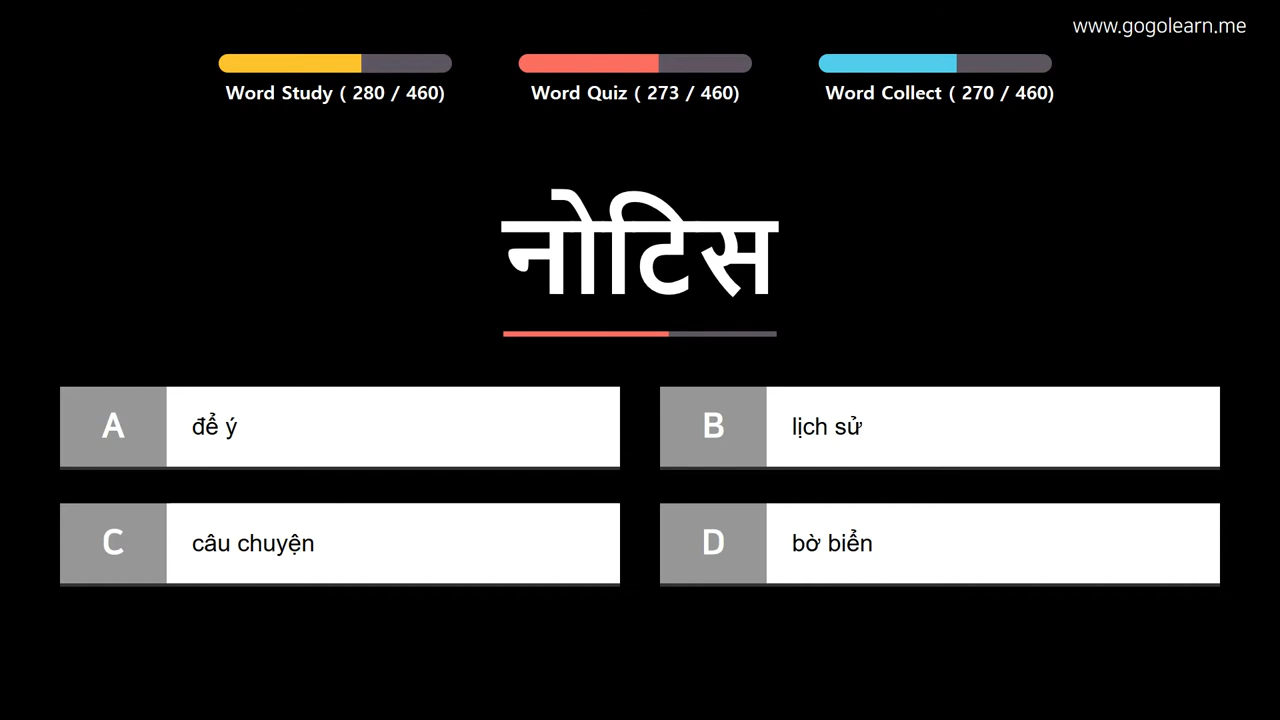 www.gogolearn.me
Word Study ( 280 / 460)
Word Quiz ( 273 / 460)
Word Collect ( 270 / 460)
नोटिस
A
để ý
B
lịch sử
C
câu chuyện
D
bờ biển